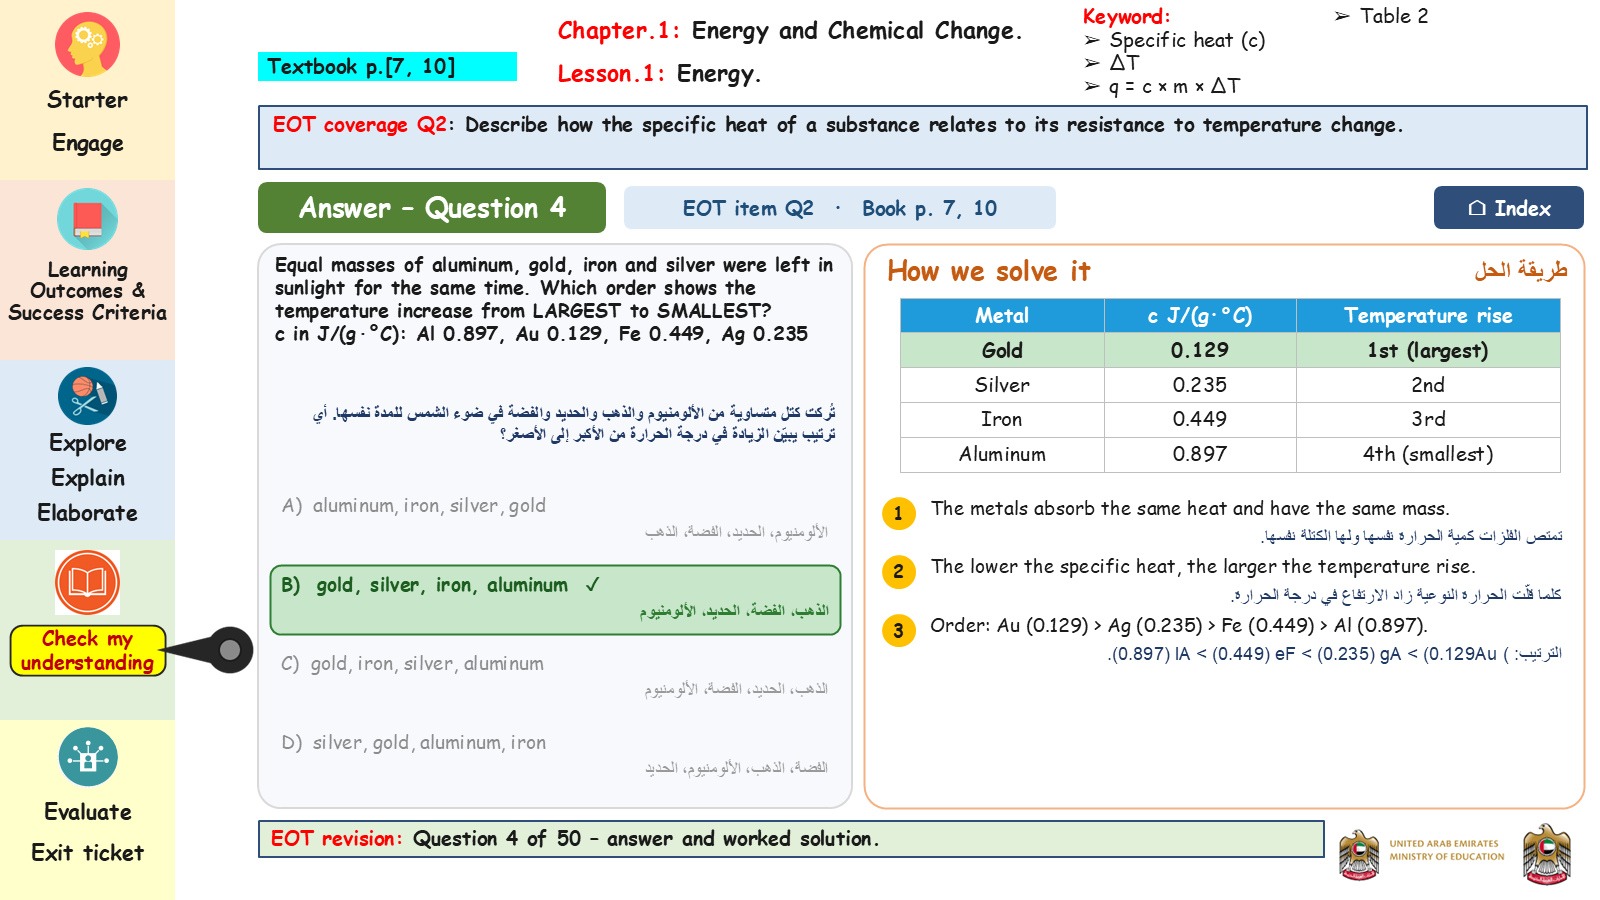 Starter
Engage
Learning
Outcomes &
Success Criteria
Explore
Explain
Elaborate
Check my
understanding
Evaluate
Exit ticket
Textbook p.[7, 10]
Chapter.1: Energy and Chemical Change.
Lesson.1: Energy.
Keyword:
➢ Specific heat (c)
➢ ΔT
➢ q = c × m × ΔT
➢ Table 2
EOT coverage Q2: Describe how the specific heat of a substance relates to its resistance to temperature change.
Answer – Question 4
EOT item Q2 · Book p. 7, 10
⌂ Index
Equal masses of aluminum, gold, iron and silver were left in
sunlight for the same time. Which order shows the
temperature increase from LARGEST to SMALLEST?
c in J/(g·°C): Al 0.897, Au 0.129, Fe 0.449, Ag 0.235
تُركت كتل متساوية من الألومنيوم والذهب والحديد والفضة في ضوء الشمس للمدة نفسها. أي
ترتيب يبيّن الزيادة في درجة الحرارة من الأكبر إلى الأصغر؟
A) aluminum, iron, silver, gold
الألومنيوم، الحديد، الفضة، الذهب
B) gold, silver, iron, aluminum ✓
الذهب، الفضة، الحديد، الألومنيوم
C) gold, iron, silver, aluminum
الذهب، الحديد، الفضة، الألومنيوم
D) silver, gold, aluminum, iron
الفضة، الذهب، الألومنيوم، الحديد
How we solve it
طريقة الحل
Metal c J/(g·°C) Temperature rise
Gold 0.129 1st (largest)
Silver 0.235 2nd
Iron 0.449 3rd
Aluminum 0.897 4th (smallest)
1 The metals absorb the same heat and have the same mass.
تمتص الفلزات كمية الحرارة نفسها ولها الكتلة نفسها.
2 The lower the specific heat, the larger the temperature rise.
كلما قلّت الحرارة النوعية زاد الارتفاع في درجة الحرارة.
3 Order: Au (0.129) > Ag (0.235) > Fe (0.449) > Al (0.897).
.(0.897) lA < (0.449) eF < (0.235) gA < (0.129Au ) الترتيب:
EOT revision: Question 4 of 50 – answer and worked solution.
UNITED ARAB EMIRATES
MINISTRY OF EDUCATION